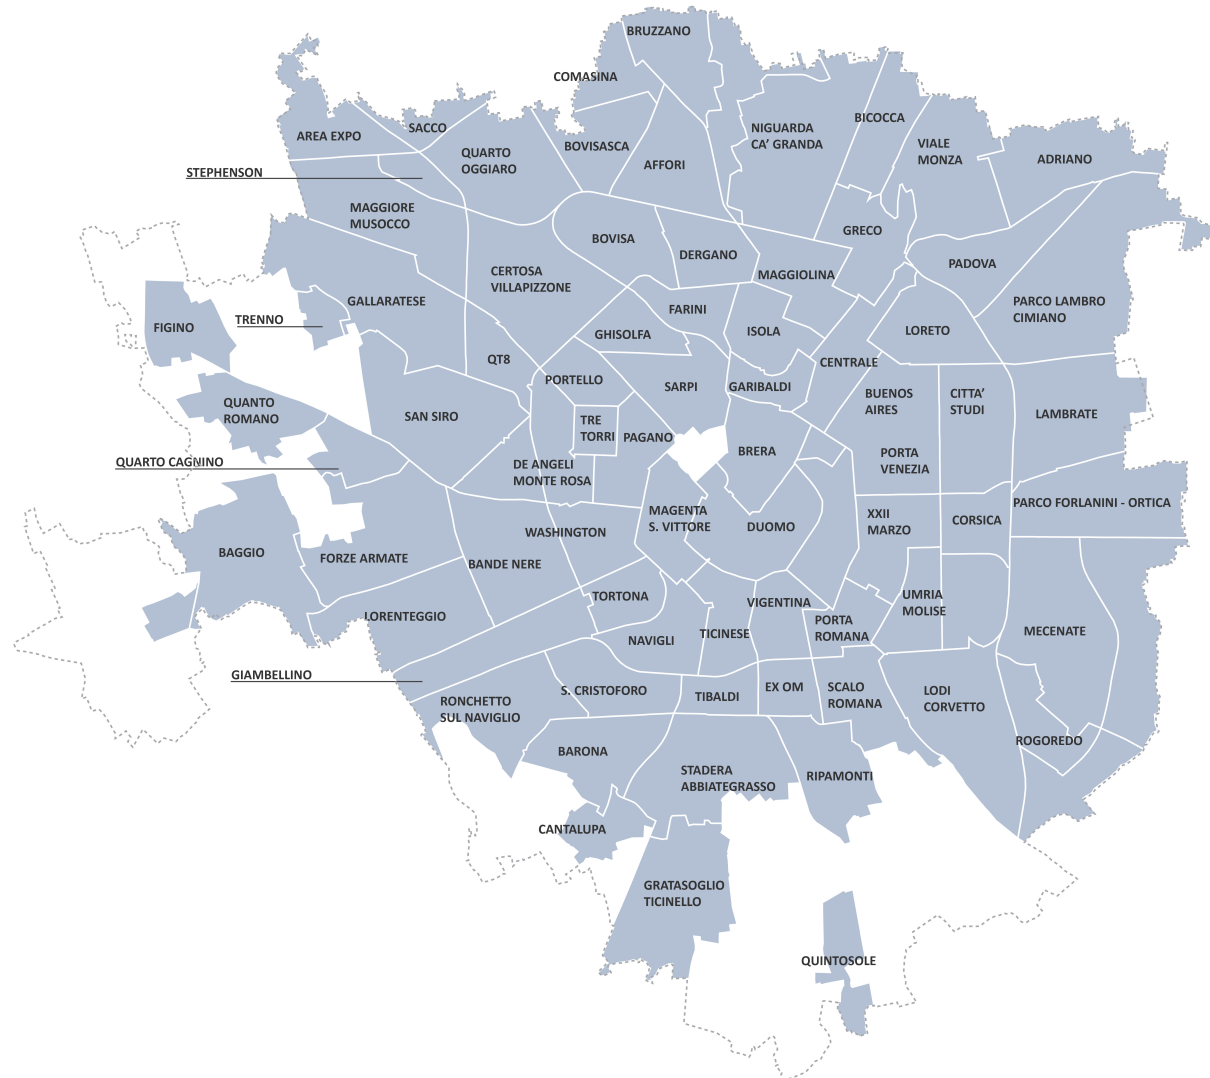 BRUZZANO
COMASINA
AREA EXPO
SACCO
QUARTO
OGGIARO
BOVISASCA
AFFORI
NIGUARDA
CA' GRANDA
BICOCCA
VIALE
MONZA
ADRIANO
STEPHENSON
MAGGIORE
MUSOCCO
BOVISA
DERGANO
GRECO
PADOVA
CERTOSA
VILLAPIZZONE
MAGGIOLINA
GALLARATESE
FARINI
PARCO LAMBRO
CIMIANO
FIGINO
TRENNO
GHISOLFA
ISOLA
LORETO
QT8
CENTRALE
PORTELLO
SARPI
GARIBALDI
BUENOS
AIRES
CITTA'
STUDI
QUANTO
ROMANO
SAN SIRO
LAMBRATE
TRE
TORRI
PAGANO
BRERA
PORTA
VENEZIA
QUARTO CAGNINO
DE ANGELI
MONTE ROSA
PARCO FORLANINI - ORTICA
MAGENTA
S. VITTORE
DUOMO
XXII
MARZO
CORSICA
WASHINGTON
BAGGIO
FORZE ARMATE
BANDE NERE
TORTONA
VIGENTINA
UMRIA
MOLISE
LORENTEGGIO
NAVIGLI
TICINESE
PORTA
ROMANA
MECENATE
GIAMBELLINO
RONCHETTO
SUL NAVIGLIO
S. CRISTOFORO
TIBALDI
EX OM
SCALO
ROMANA
LODI
CORVETTO
BARONA
STADERA
ABBIATEGRASSO
RIPAMONTI
ROGOREDO
CANTALUPA
GRATASOGLIO
TICINELLO
QUINTOSOLE